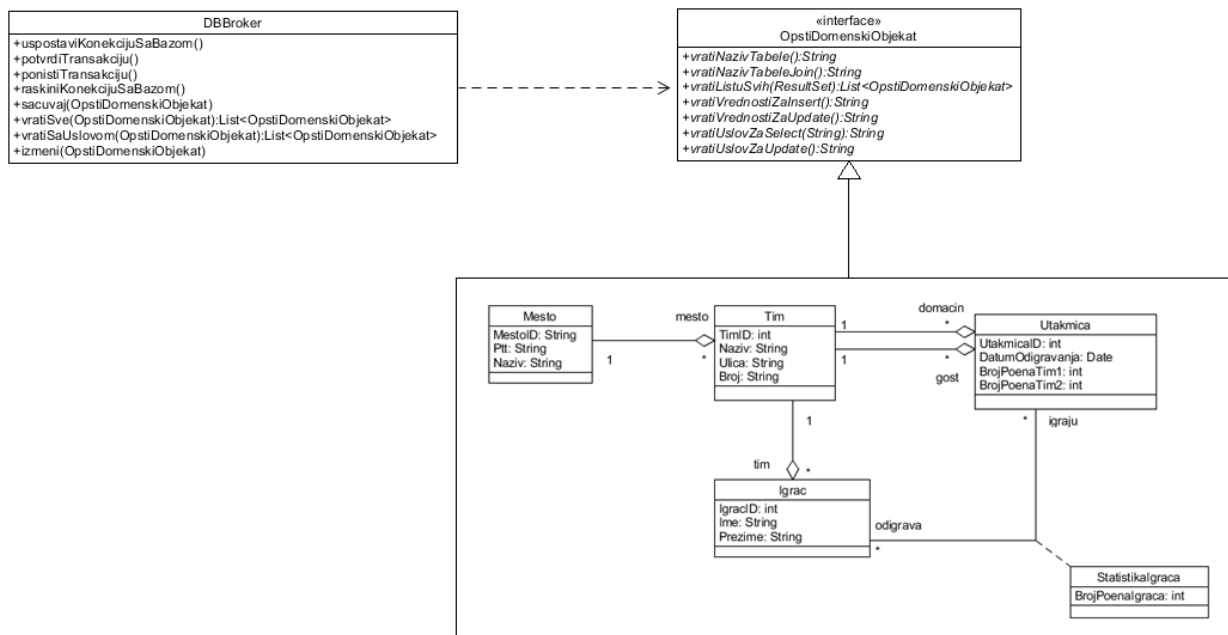 DBBroker
+uspostaviKonekcijuSaBazom()
+potvrdiTransakciju()
+ponistiTransakciju()
+raskiniKonekcijuSaBazom()
+sacuvaj(OpstiDomenskiObjekat)
+vratiSve(OpstiDomenskiObjekat):List<OpstiDomenskiObjekat>
+vratiSaUslovom(OpstiDomenskiObjekat):List<OpstiDomenskiObjekat>
+izmeni(OpstiDomenskiObjekat)
«interface»
OpstiDomenskiObjekat
+vratiNazivTabele():String
+vratiNazivTabeleJoin():String
+vratiListuSvih(ResultSet):List<OpstiDomenskiObjekat>
+vratiVrednostiZaInsert():String
+vratiVrednostiZaUpdate():String
+vratiUslovZaSelect(String):String
+vratiUslovZaUpdate():String
Mesto
MestoID: String
Ptt: String
Naziv: String
1
mesto
*
Tim
TimID: int
Naziv: String
Ulica: String
Broj: String
1
1
domacin
*
*
gost
Utakmica
UtakmicaID: int
DatumOdigravanja: Date
BrojPoenaTim1: int
BrojPoenaTim2: int
*
igraju
1
tim
*
Igrac
IgracID: int
Ime: String
Prezime: String
odigrava
*
StatistikaIgraca
BrojPoenaIgraca: int